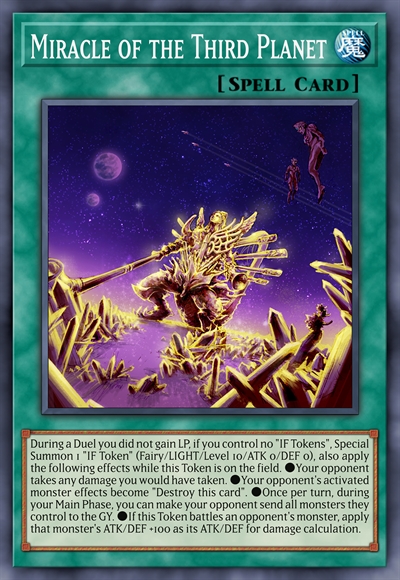 MIRACLE OF THE THIRD PLANET
魔
[SPELL CARD]
During a Duel you did not gain LP, if you control no "IF Tokens", Special
Summon 1 "IF Token" (Fairy/LIGHT/Level 10/ATK 0/DEF 0), also apply
the following effects while this Token is on the field. ●Your opponent
takes any damage you would have taken. ●Your opponent's activated
monster effects become "Destroy this card". ●Once per turn, during
your Main Phase, you can make your opponent send all monsters they
control to the GY. ●If this Token battles an opponent's monster, apply
that monster's ATK/DEF +100 as its ATK/DEF for damage calculation.